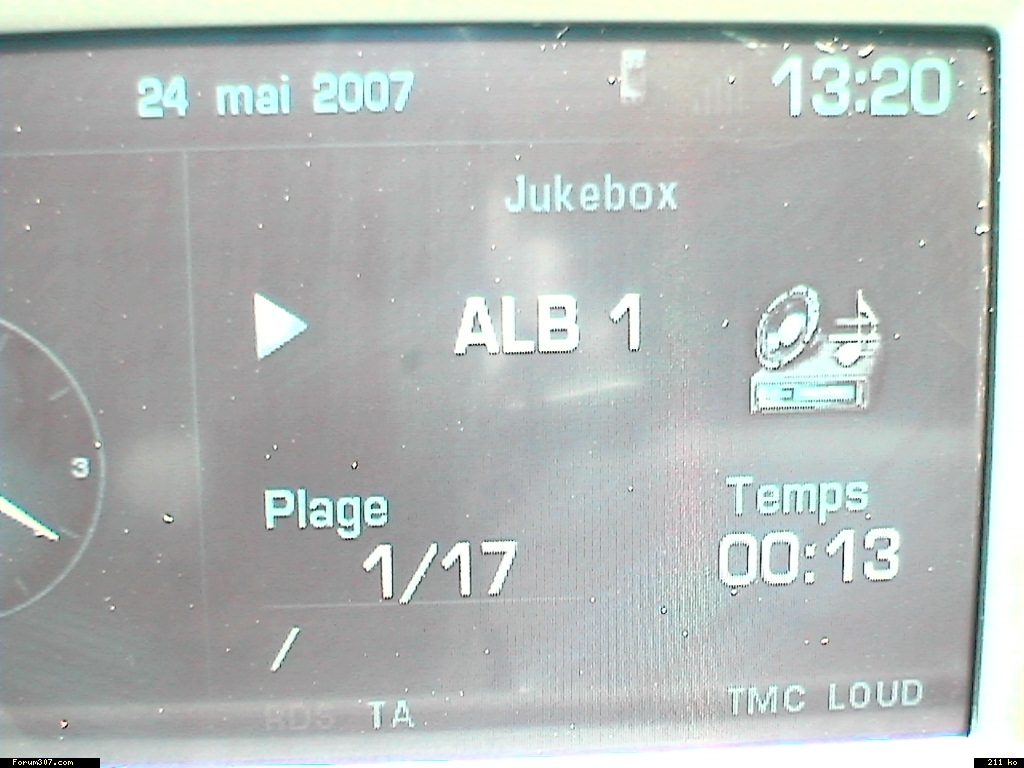 24 mai 2007 13:20
Jukebox
ALB 1
3
Plage Temps
1/17 00:13
/
RDS TA TMC LOUD
Forum307.com 211 ko